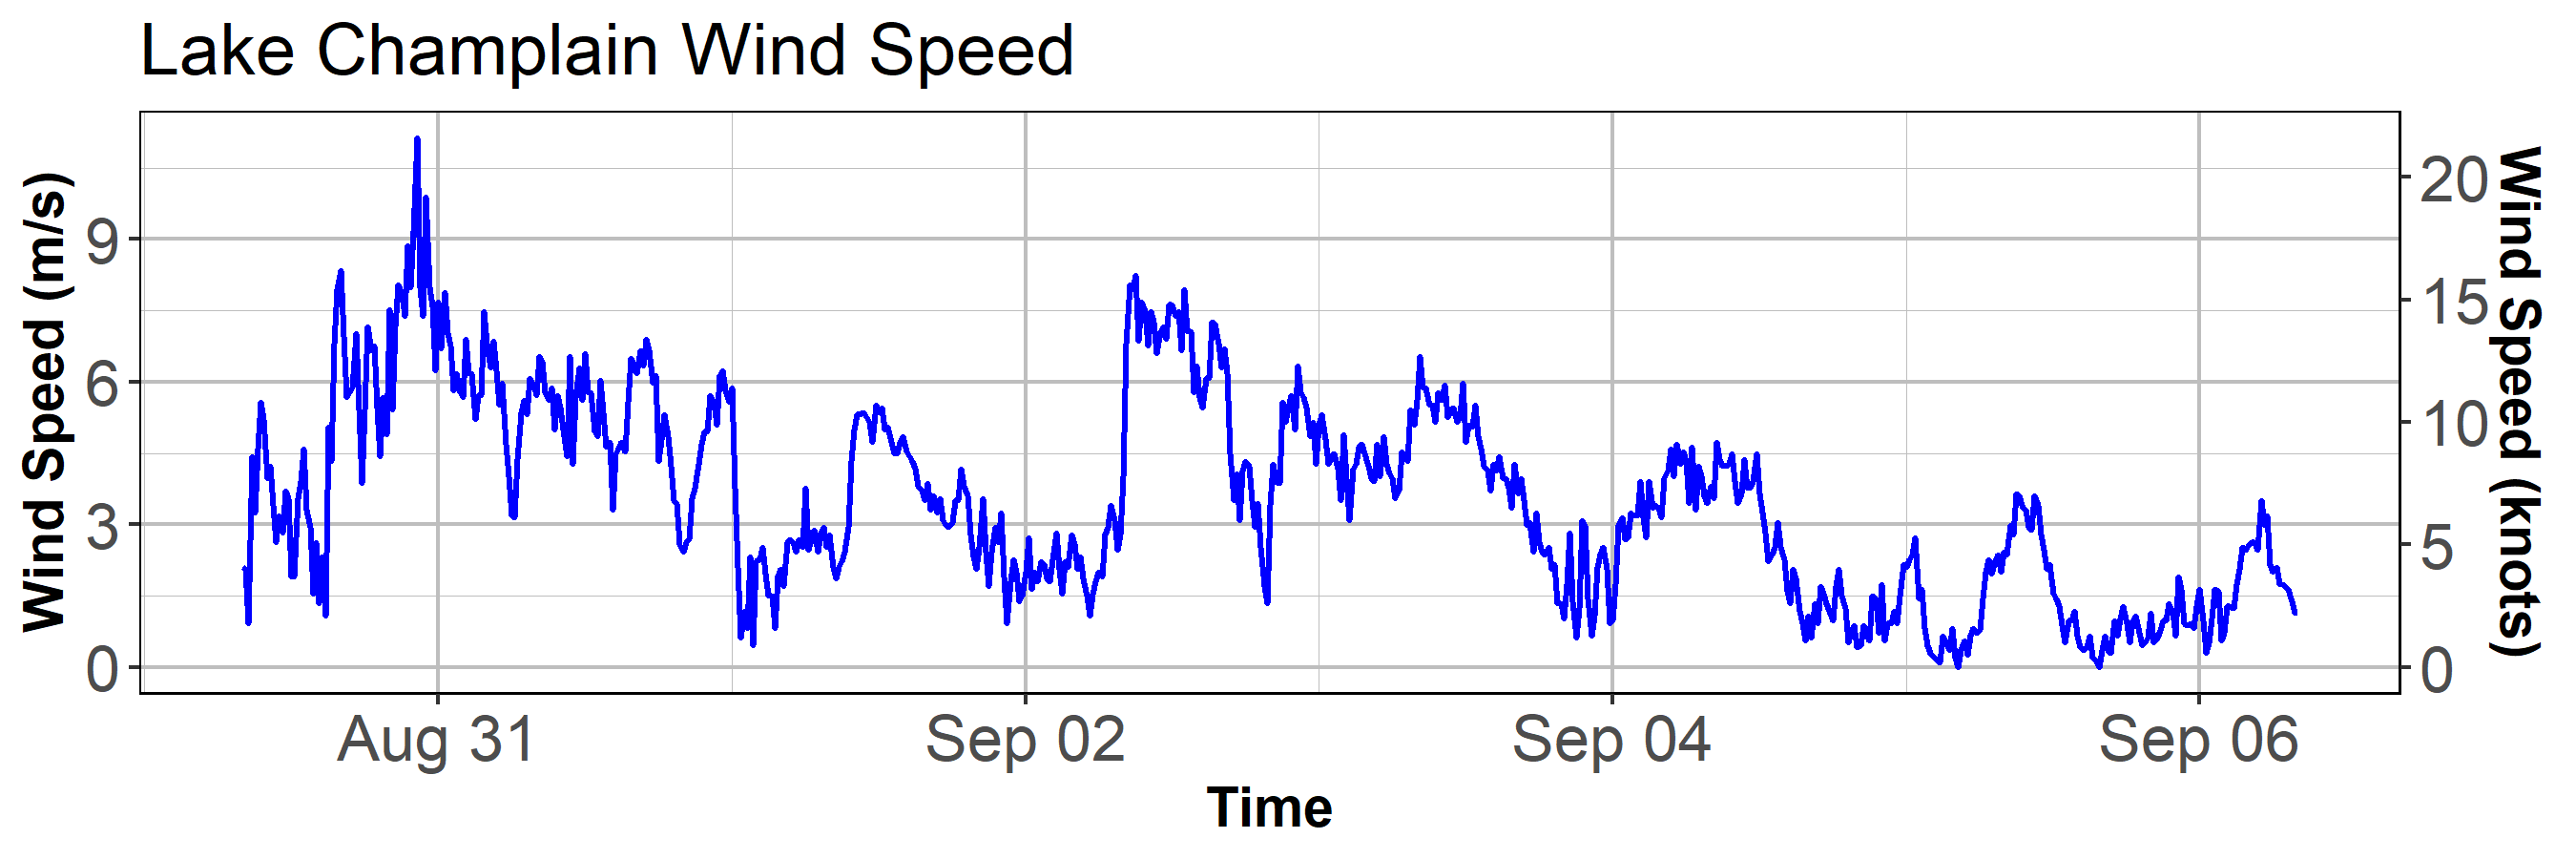 Lake Champlain Wind Speed
Wind Speed (m/s)
9
6
3
0
20
15
10
5
0
Wind Speed (knots)
Aug 31
Sep 02
Sep 04
Sep 06
Time